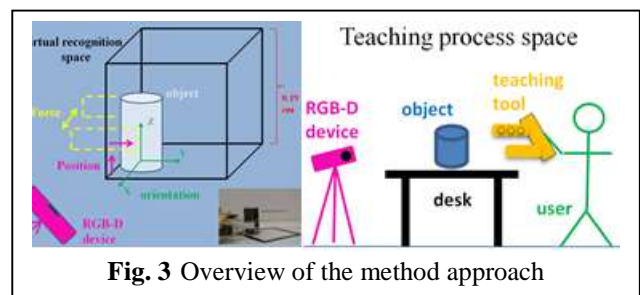 virtual recognition
space
object
Force
Z
Y
X
Position
orientation
RGB-D
device
Teaching process space
teaching
tool
RGB-D
device
object
desk
user
Fig. 3 Overview of the method approach